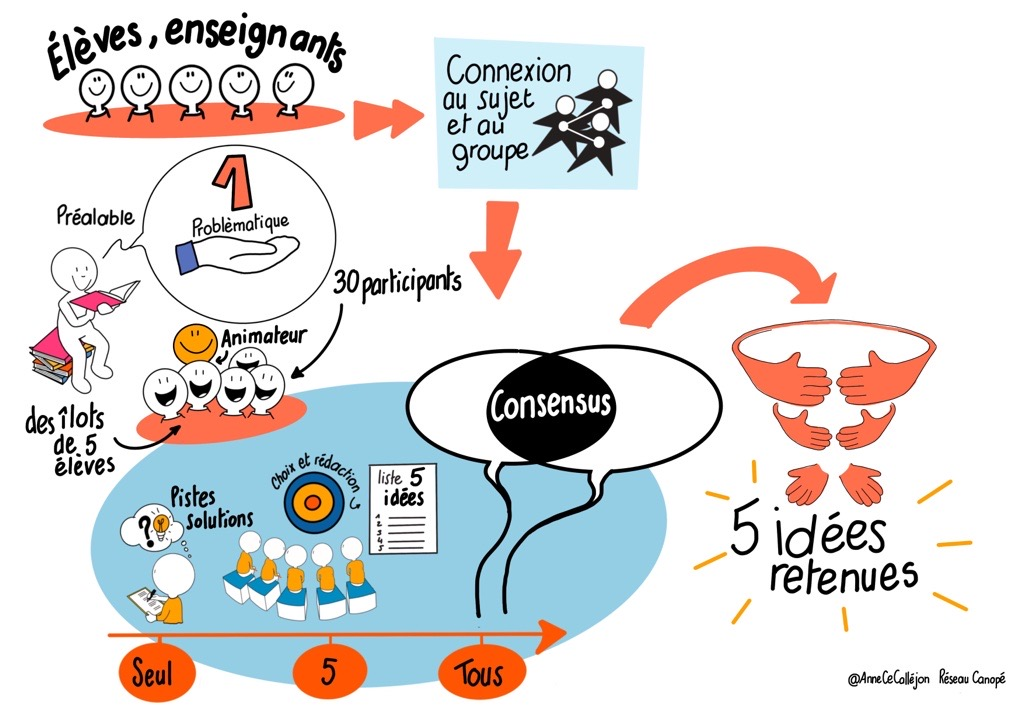 Élèves, enseignants
Connexion
au sujet
et au
groupe
Préalable
1
Problèmatique
30 participants
Animateur
des îlots
de 5
élèves
Consensus
Pistes
solutions
?
Choix et rédaction
liste 5
idées
1
2
3
4
5
5 idées
retenues
Seul
5
Tous
@AnneCeCalléjon Réseau Canopé